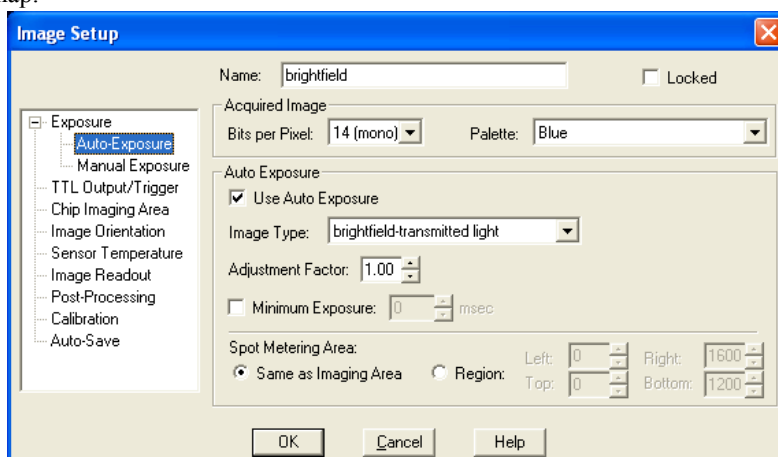 Image Setup
Name: brightfield Locked
Exposure
Auto-Exposure
Manual Exposure
TTL Output/Trigger
Chip Imaging Area
Image Orientation
Sensor Temperature
Image Readout
Post-Processing
Calibration
Auto-Save
Acquired Image
Bits per Pixel: 14 (mono) Palette: Blue
Auto Exposure
Use Auto Exposure
Image Type: brightfield-transmitted light
Adjustment Factor: 1.00
Minimum Exposure: 0 msec
Spot Metering Area:
Same as Imaging Area Region:
Left: 0 Right: 1600
Top: 0 Bottom: 1200
OK Cancel Help